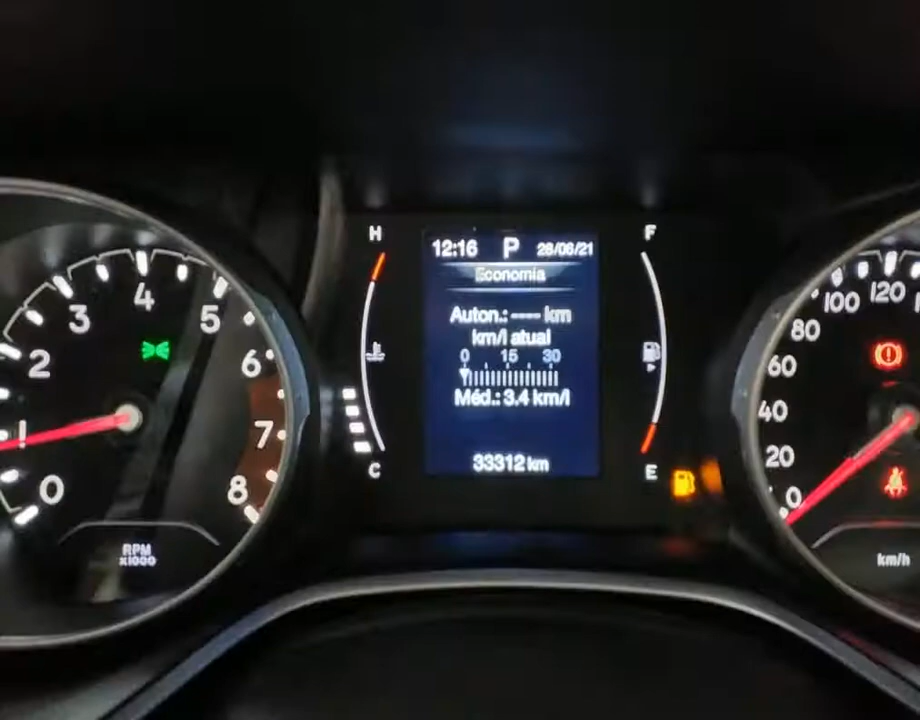 H
12:16 P 28/06/21
F
Economia
Auton.: ---- km
km/l atual
0 15 30
Méd.: 3.4 km/l
33312 km
C
E
0
1
2
3
4
5
6
7
8
RPM
x1000
0
20
40
60
80
100
120
km/h